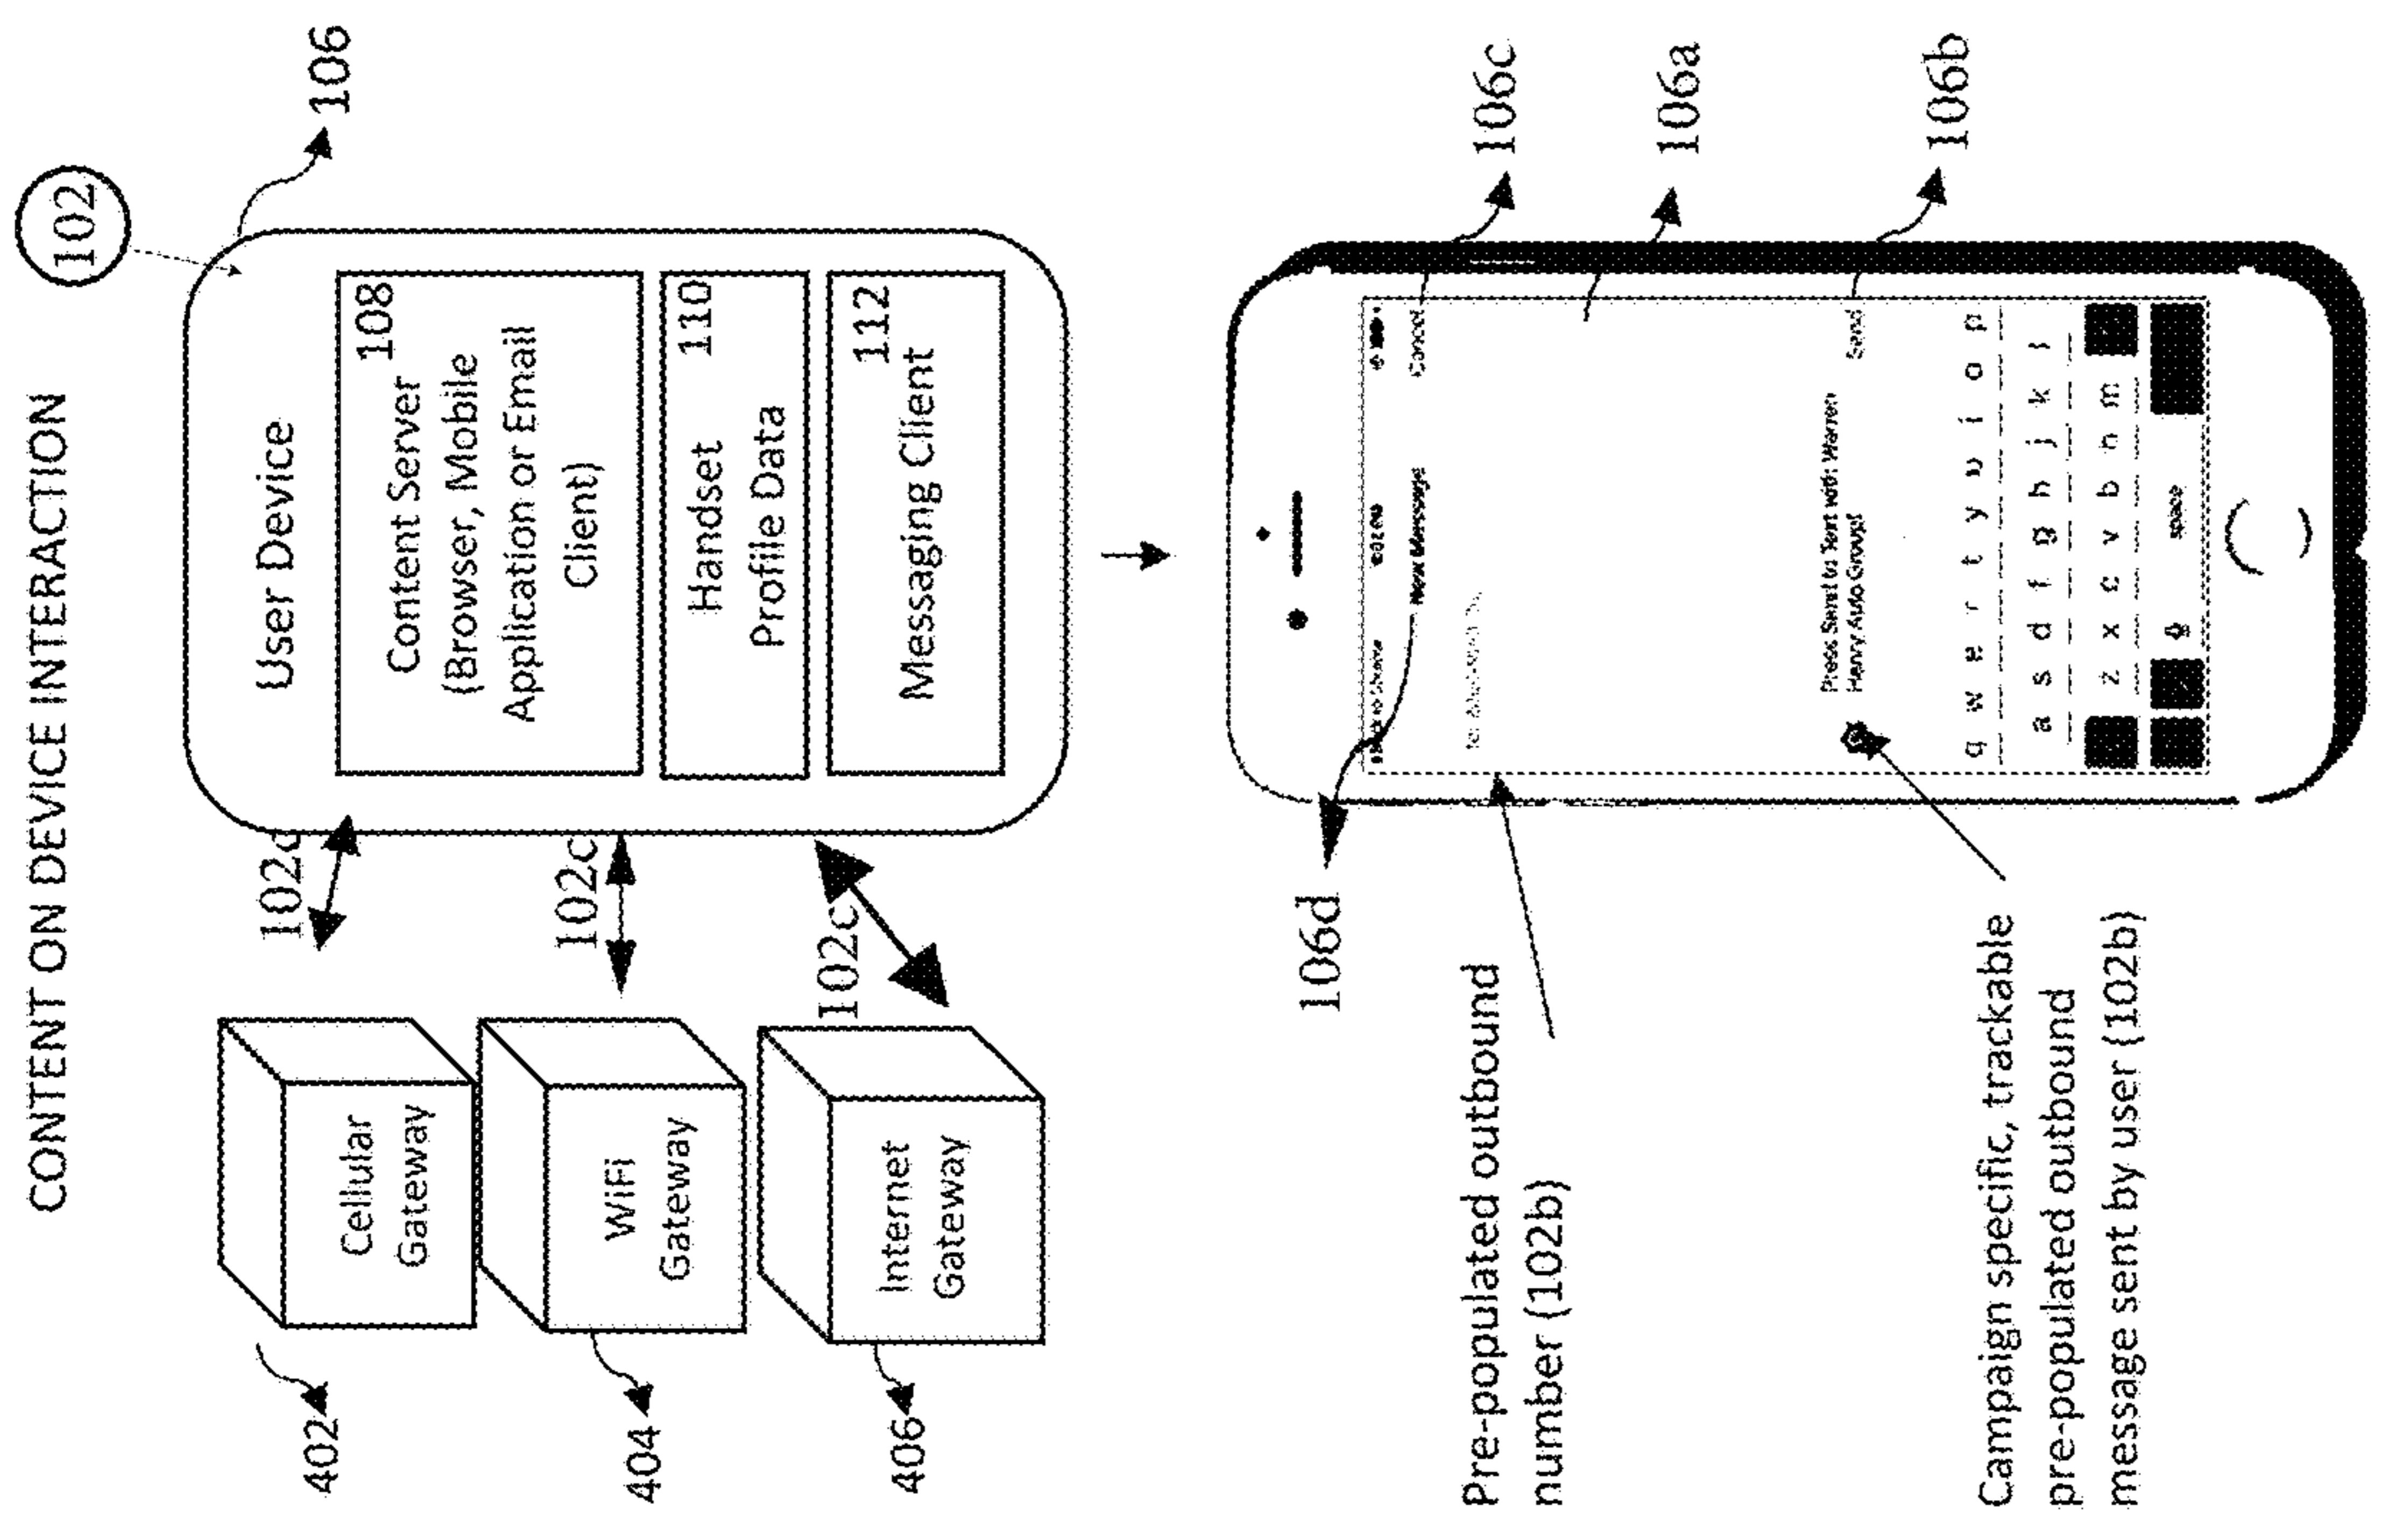 CONTENT ON DEVICE INTERACTION
102
106
User Device
108
Content Server
(Browser, Mobile
Application or Email
Client)
110
Handset
Profile Data
112
Messaging Client
102c
102c
102c
Cellular
Gateway
WiFi
Gateway
Internet
Gateway
402
404
406
106d
106c
106a
106b
New Message
Cancel
Press Send to Text with Warren
Henry Auto Group!
Send
q w e r t y u i o p
a s d f g h j k l
z x c v b n m
space
Pre-populated outbound
number (102b)
Campaign specific, trackable
pre-populated outbound
message sent by user (102b)